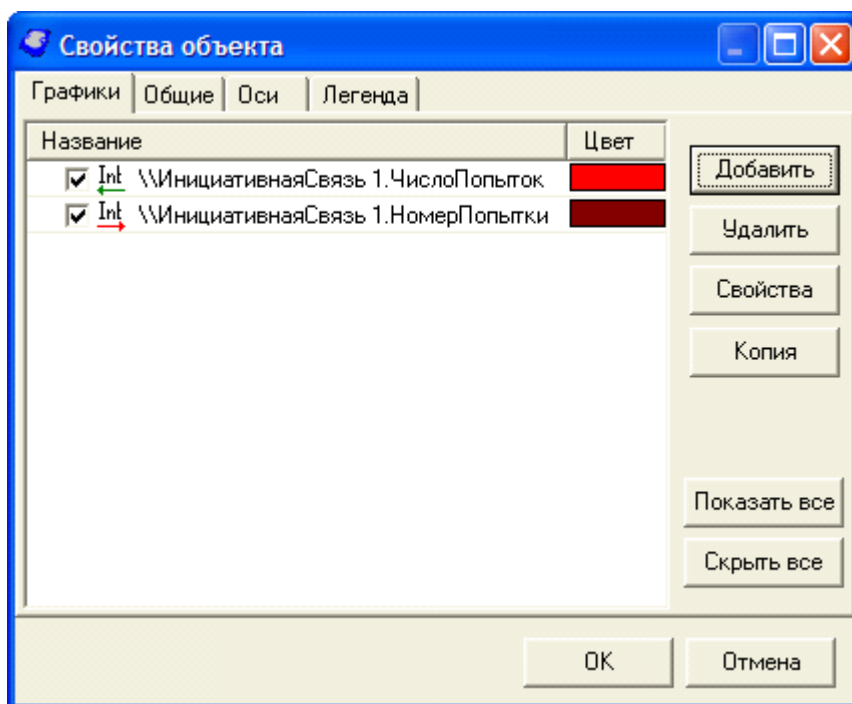 Свойства объекта
Графики Общие Оси Легенда
Название Цвет
Int \\ИнициативнаяСвязь 1.ЧислоПопыток
Int \\ИнициативнаяСвязь 1.НомерПопытки
Добавить
Удалить
Свойства
Копия
Показать все
Скрыть все
OK Отмена